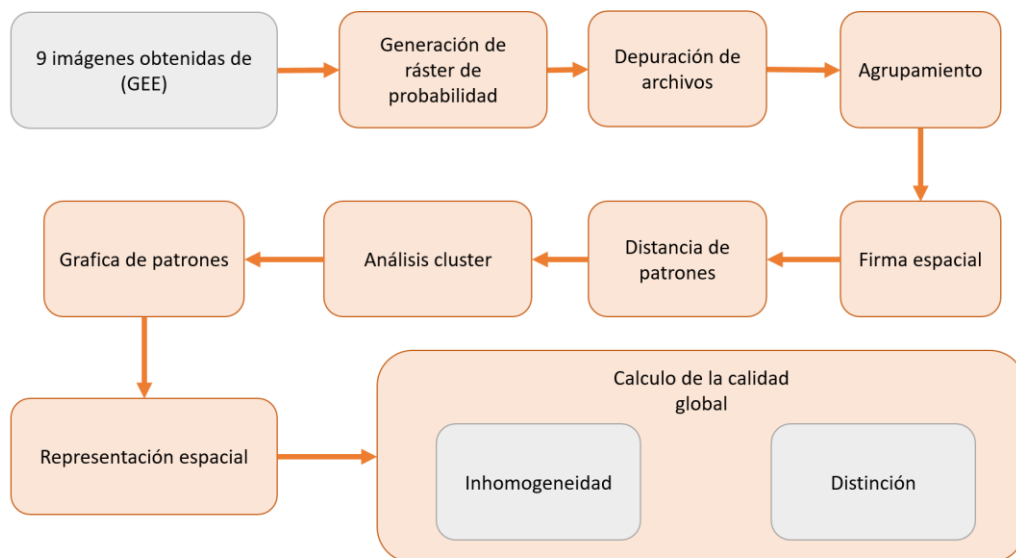 9 imágenes obtenidas de
(GEE)
Generación de
ráster de
probabilidad
Depuración de
archivos
Agrupamiento
Firma espacial
Distancia de
patrones
Análisis cluster
Grafica de patrones
Representación espacial
Calculo de la calidad
global
Inhomogeneidad
Distinción